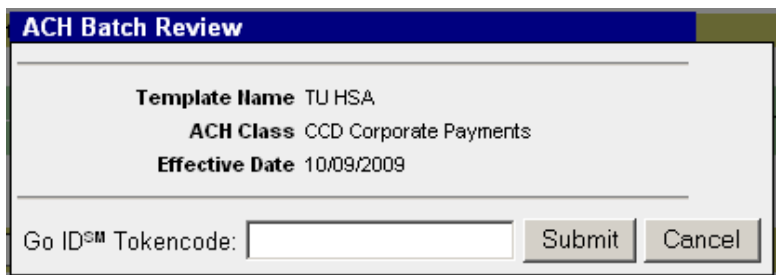 ACH Batch Review
Template Name TU HSA
ACH Class CCD Corporate Payments
Effective Date 10/09/2009
Go ID℠ Tokencode: Submit Cancel